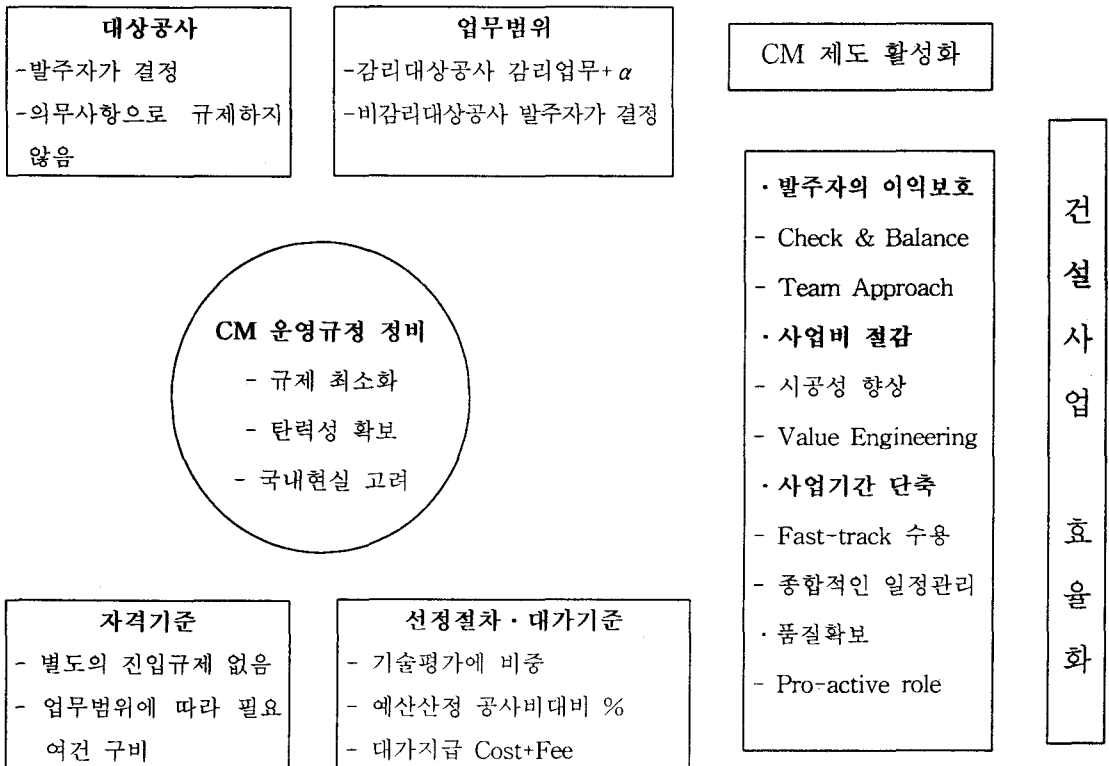 대상공사
-발주자가 결정
-의무사항으로 규제하지
않음
업무범위
-감리대상공사 감리업무+α
-비감리대상공사 발주자가 결정
CM 제도 활성화
CM 운영규정 정비
- 규제 최소화
- 탄력성 확보
- 국내현실 고려
자격기준
- 별도의 진입규제 없음
- 업무범위에 따라 필요
여건 구비
선정절차·대가기준
- 기술평가에 비중
- 예산산정 공사비대비 %
- 대가지급 Cost+Fee
·발주자의 이익보호
- Check & Balance
- Team Approach
·사업비 절감
- 시공성 향상
- Value Engineering
·사업기간 단축
- Fast-track 수용
- 종합적인 일정관리
·품질확보
- Pro-active role
건설사업 효율화